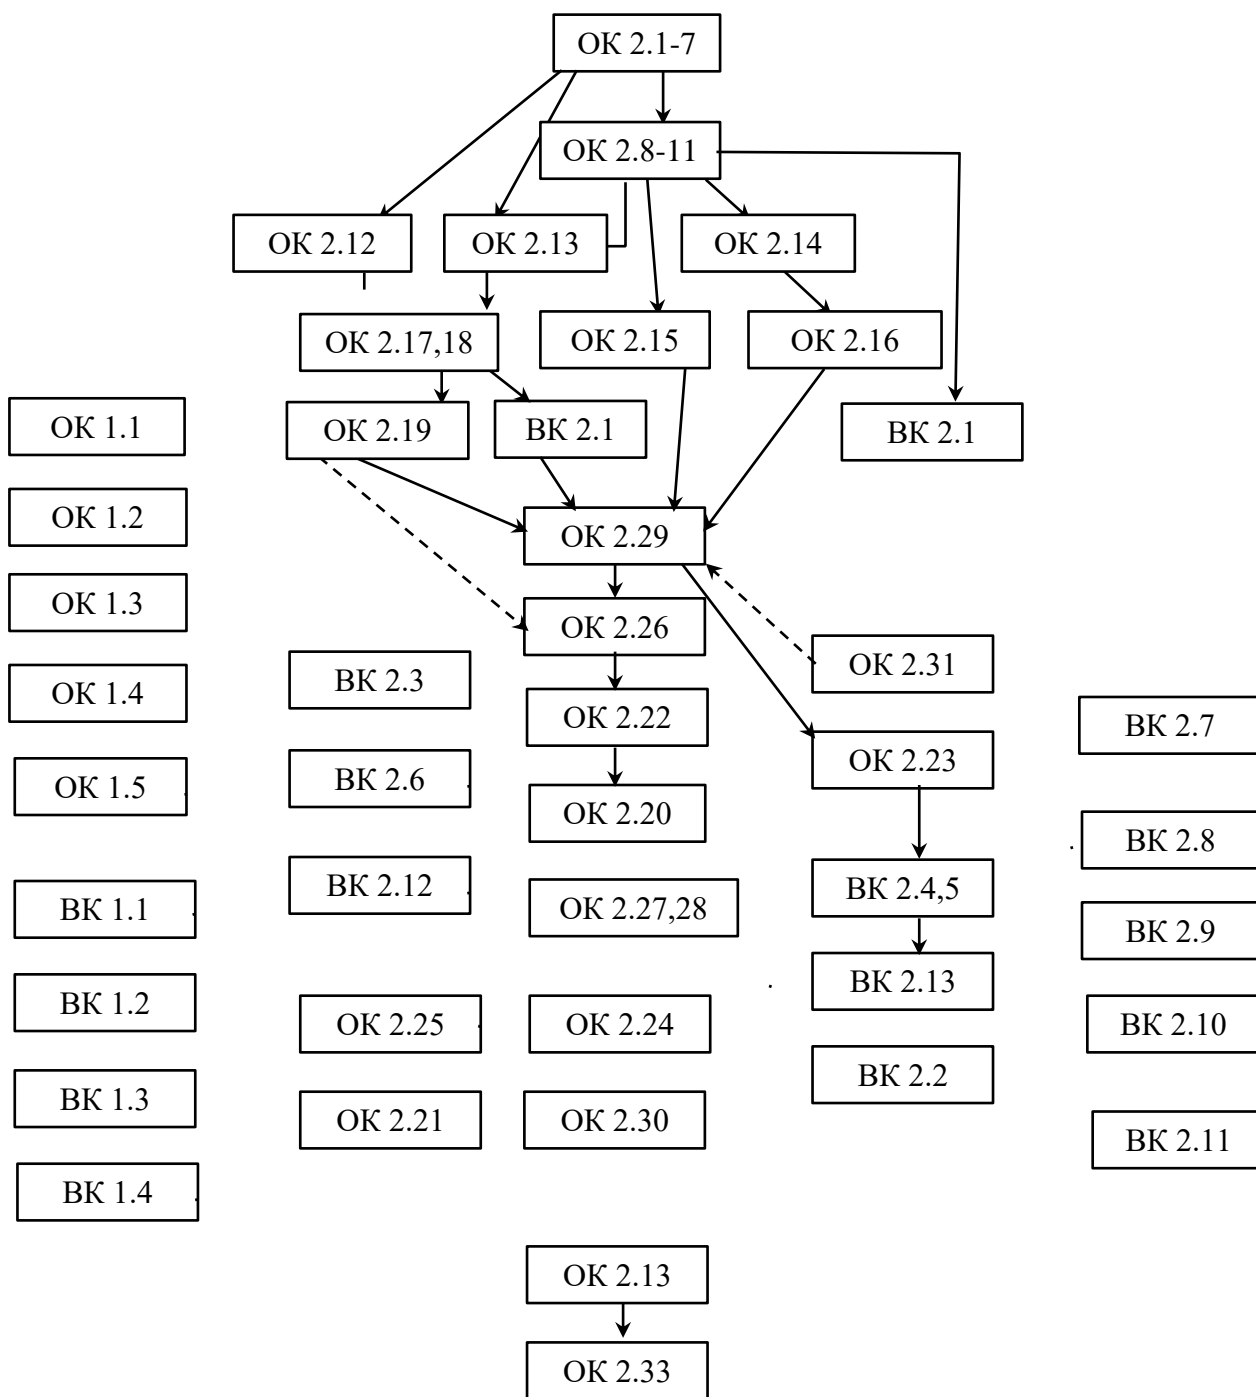 ОК 2.1-7
ОК 2.8-11
ОК 2.12
ОК 2.13
ОК 2.14
ОК 2.17,18
ОК 2.15
ОК 2.16
ОК 1.1
ОК 2.19
ВК 2.1
ВК 2.1
ОК 1.2
ОК 2.29
ОК 1.3
ОК 2.26
ОК 1.4
ВК 2.3
ОК 2.31
ОК 2.22
ВК 2.7
ОК 1.5
ВК 2.6
ОК 2.23
ОК 2.20
ВК 2.8
ВК 1.1
ВК 2.12
ОК 2.27,28
ВК 2.4,5
ВК 2.9
ВК 1.2
ВК 2.13
ОК 2.25
ОК 2.24
ВК 2.10
ВК 1.3
ВК 2.2
ОК 2.21
ОК 2.30
ВК 2.11
ВК 1.4
ОК 2.13
ОК 2.33